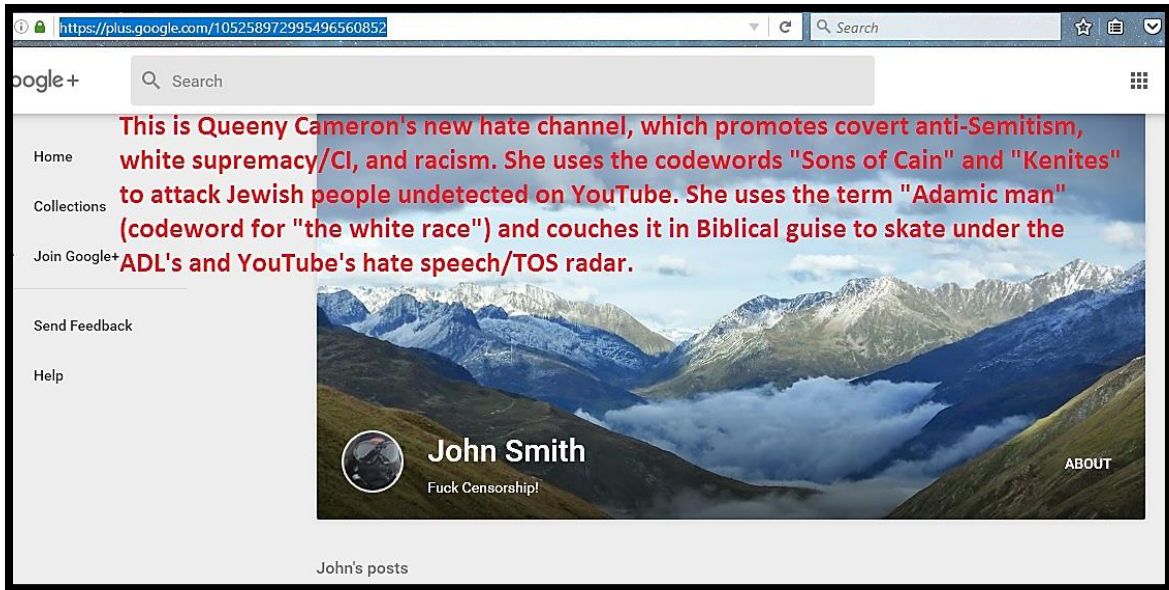 https://plus.google.com/105258972995496560852
Search
oogle+
Search
This is Queeny Cameron's new hate channel, which promotes covert anti-Semitism,
Home
white supremacy/CI, and racism. She uses the codewords "Sons of Cain" and "Kenites"
to attack Jewish people undetected on YouTube. She uses the term "Adamic man"
Collections
(codeword for "the white race") and couches it in Biblical guise to skate under the
Join Google+
ADL's and YouTube's hate speech/TOS radar.
Send Feedback
Help
John Smith
Fuck Censorship!
ABOUT
John's posts